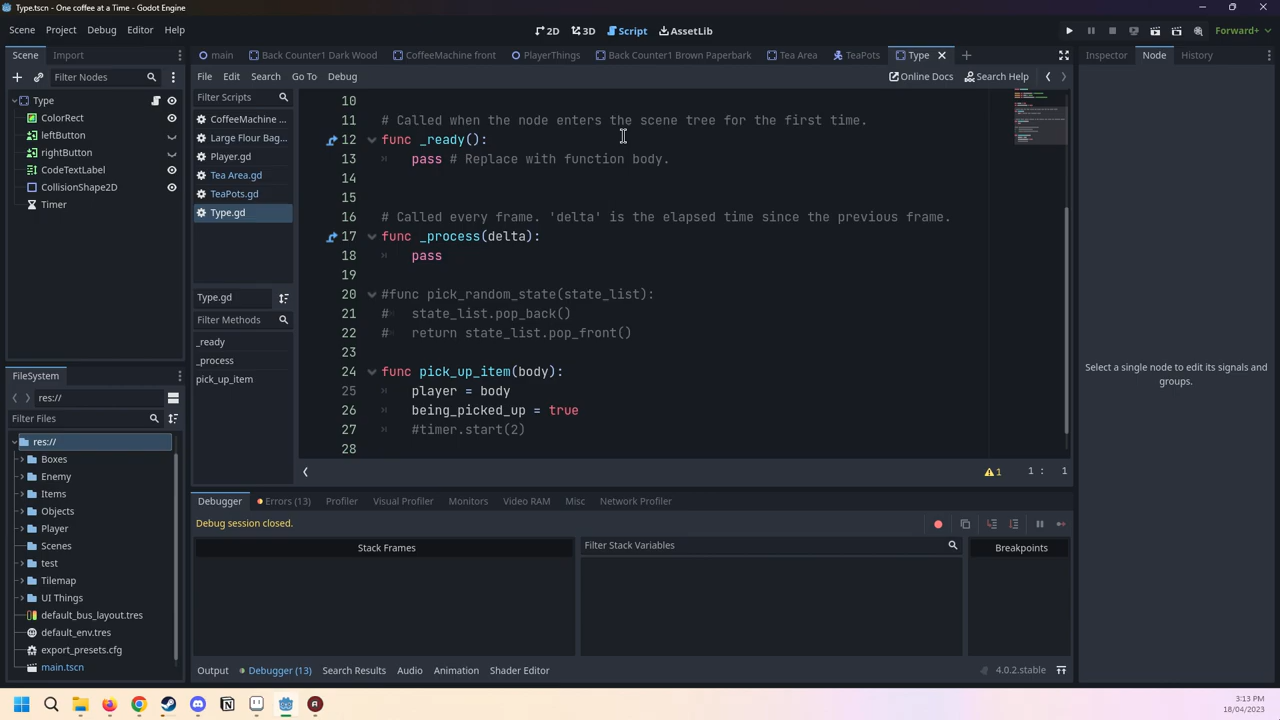 Type.tscn - One coffee at a Time - Godot Engine
Scene Project Debug Editor Help
2D 3D Script AssetLib
Forward+
Scene Import
main Back Counter1 Dark Wood CoffeeMachine front PlayerThings Back Counter1 Brown Paperboard Tea Area TeaPots Type
Inspector Node History
Filter Nodes
File Edit Search Go To Debug
Online Docs Search Help
Type
ColorRect
leftButton
rightButton
CodeTextLabel
CollisionShape2D
Timer
Filter Scripts
CoffeeMachine ...
Large Flour Bag...
Player.gd
Tea Area.gd
TeaPots.gd
Type.gd
Type.gd
Filter Methods
_ready
_process
pick_up_item
10
11 # Called when the node enters the scene tree for the first time.
12 func _ready():
13 pass # Replace with function body.
14
15
16 # Called every frame. 'delta' is the elapsed time since the previous frame.
17 func _process(delta):
18 pass
19
20 #func pick_random_state(state_list):
21 # state_list.pop_back()
22 # return state_list.pop_front()
23
24 func pick_up_item(body):
25 player = body
26 being_picked_up = true
27 #timer.start(2)
28
1 1 : 1
Select a single node to edit its signals and
groups.
FileSystem
res://
Filter Files
res://
Boxes
Enemy
Items
Objects
Player
Scenes
test
Tilemap
UI Things
default_bus_layout.tres
default_env.tres
export_presets.cfg
main.tscn
Debugger Errors (13) Profiler Visual Profiler Monitors Video RAM Misc Network Profiler
Debug session closed.
Stack Frames
Filter Stack Variables
Breakpoints
Output Debugger (13) Search Results Audio Animation Shader Editor
4.0.2.stable
3:13 PM
18/04/2023